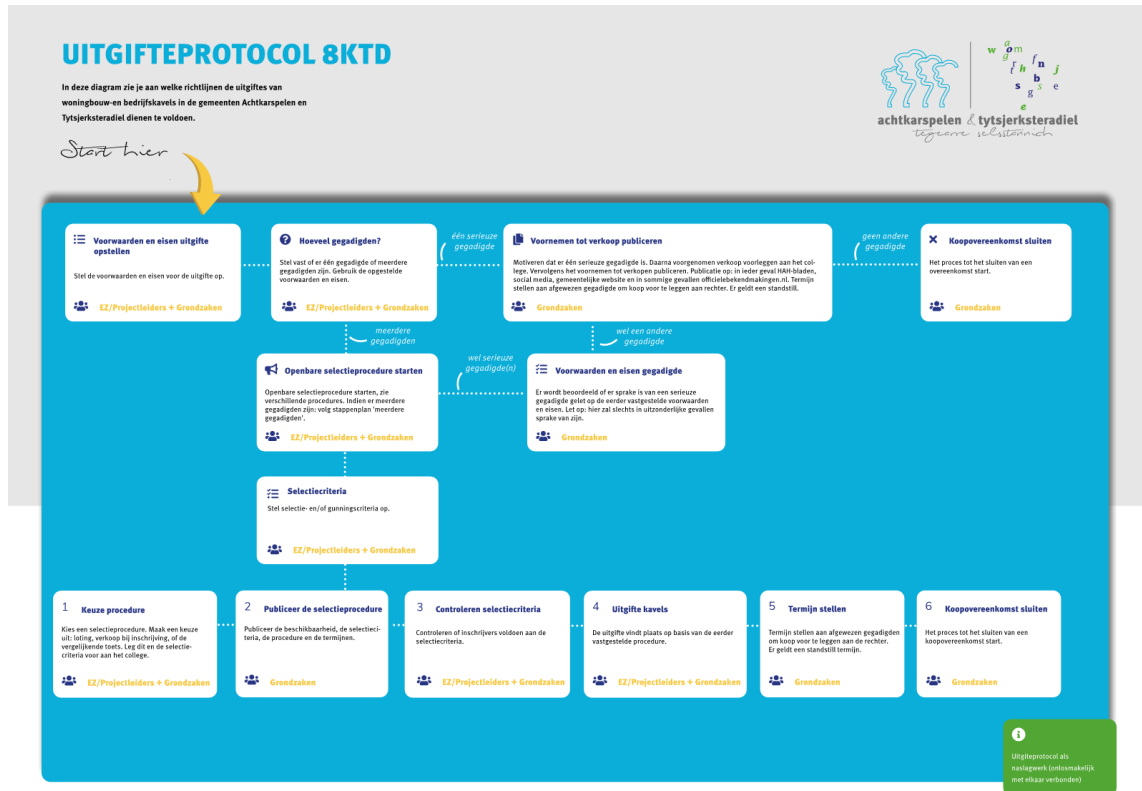 UITGIFTEPROTOCOL 8KTD
In deze diagram zie je aan welke richtlijnen de uitgiftes van
woningbouw-en bedrijfskavels in de gemeenten Achtkarspelen en
Tytsjerksteradiel dienen te voldoen.
Start hier
achtkarspelen & tytsjerksteradiel
tegearre selsstannich
Voorwaarden en eisen uitgifte
opstellen
Stel de voorwaarden en eisen voor de uitgifte op.
EZ/Projectleiders + Grondzaken
Hoeveel gegadigden?
Stel vast of er één gegadigde of meerdere
gegadigden zijn. Gebruik de opgestelde
voorwaarden en eisen.
EZ/Projectleiders + Grondzaken
één serieuze
gegadigde
Voornemen tot verkoop publiceren
Motiveren dat er één serieuze gegadigde is. Daarna voorgenomen verkoop voorleggen aan het col-
lege. Vervolgens het voornemen tot verkopen publiceren. Publicatie op: in ieder geval HAH-bladen,
social media, gemeentelijke website en in sommige gevallen officielebekendmakingen.nl. Termijn
stellen aan afgewezen gegadigde om koop voor te leggen aan rechter. Er geldt een standstill.
Grondzaken
geen andere
gegadigde
Koopovereenkomst sluiten
Het proces tot het sluiten van een
overeenkomst start.
Grondzaken
meerdere
gegadigden
wel een andere
gegadigde
Openbare selectieprocedure starten
Openbare selectieprocedure starten, zie
verschillende procedures. Indien er meerdere
gegadigden zijn: volg stappenplan 'meerdere
gegadigden'.
EZ/Projectleiders + Grondzaken
wel serieuze
gegadigde(n)
Voorwaarden en eisen gegadigde
Er wordt beoordeeld of er sprake is van een serieuze
gegadigde gelet op de eerder vastgestelde voorwaarden
en eisen. Let op: hier zal slechts in uitzonderlijke gevallen
sprake van zijn.
Grondzaken
Selectiecriteria
Stel selectie- en/of gunningscriteria op.
EZ/Projectleiders + Grondzaken
1 Keuze procedure
Kies een selectieprocedure. Maak een keuze
uit: loting, verkoop bij inschrijving, of de
vergelijkende toets. Leg dit en de selectie-
criteria voor aan het college.
EZ/Projectleiders + Grondzaken
2 Publiceer de selectieprocedure
Publiceer de beschikbaarheid, de selectieci-
teria, de procedure en de termijnen.
Grondzaken
3 Controleren selectiecriteria
Controleren of inschrijvers voldoen aan de
selectiecriteria.
EZ/Projectleiders + Grondzaken
4 Uitgifte kavels
De uitgifte vindt plaats op basis van de eerder
vastgestelde procedure.
EZ/Projectleiders + Grondzaken
5 Termijn stellen
Termijn stellen aan afgewezen gegadigden
om koop voor te leggen aan de rechter.
Er geldt een standstill termijn.
Grondzaken
6 Koopovereenkomst sluiten
Het proces tot het sluiten van een
koopovereenkomst start.
Grondzaken
Uitgiteprotocol als
naslagwerk (onlosmakelijk
met elkaar verbonden)